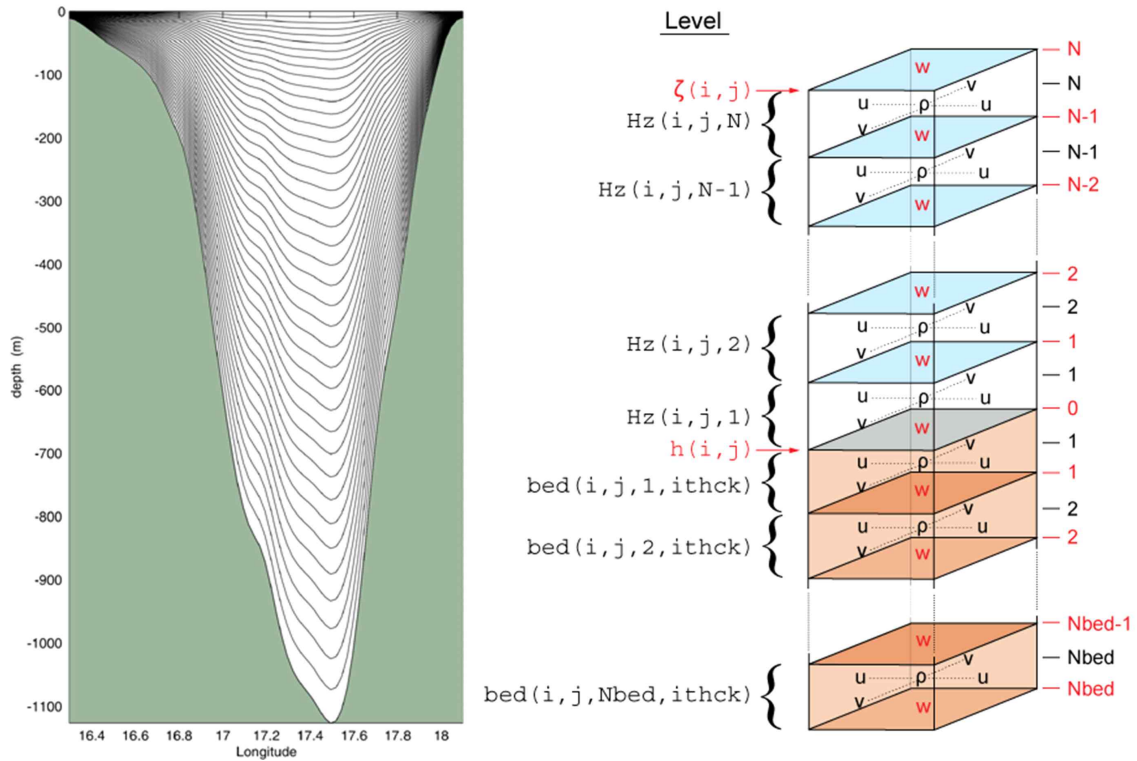 0
-100
-200
-300
-400
-500
-600
-700
-800
-900
-1000
-1100
depth (m)
16.4 16.6 16.8 17 17.2 17.4 17.6 17.8 18
Longitude
Level
N
w
ζ(i,j)
N
v
u ρ u
Hz(i,j,N)
N-1
v
w
N-1
v
u ρ u
Hz(i,j,N-1)
N-2
v
w
2
w
2
v
u ρ u
Hz(i,j,2)
1
v
w
1
v
u ρ u
Hz(i,j,1)
0
v
w
h(i,j)
1
v
u ρ u
bed(i,j,1,ithck)
1
v
w
2
v
u ρ u
bed(i,j,2,ithck)
2
v
w
Nbed-1
w
Nbed
v
u ρ u
bed(i,j,Nbed,ithck)
Nbed
v
w